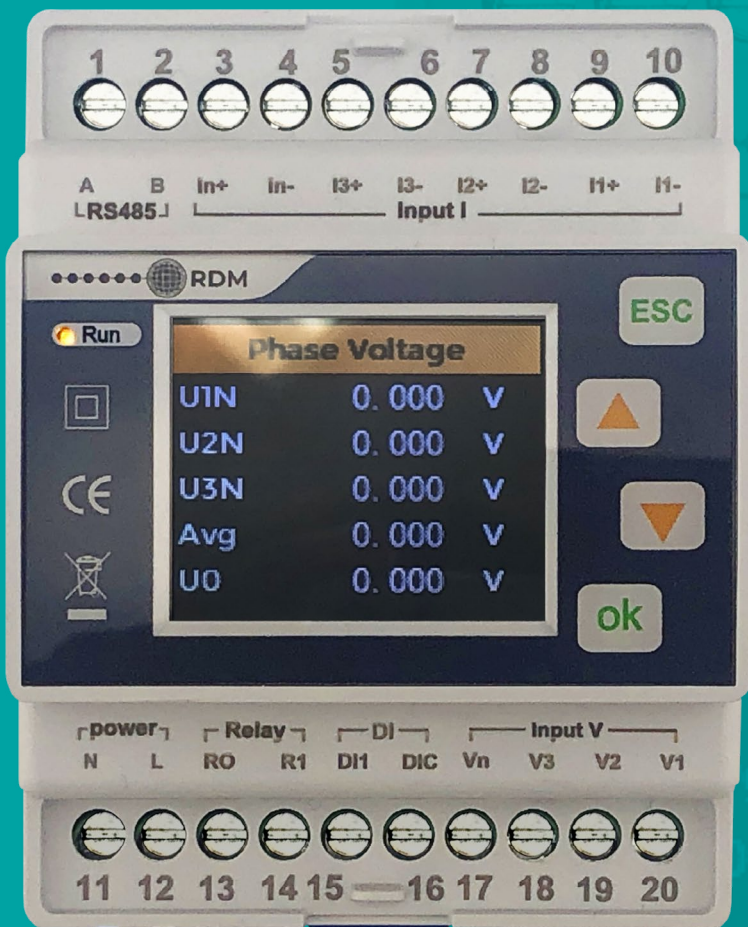 1 2 3 4 5 6 7 8 9 10
A B In+ In- I3+ I3- I2+ I2- I1+ I1-
RS485 Input I
RDM
Run
ESC
Phase Voltage
U1N 0.000 V
U2N 0.000 V
U3N 0.000 V
Avg 0.000 V
U0 0.000 V
CE
ok
power Relay DI Input V
N L RO R1 DI1 DIC Vn V3 V2 V1
11 12 13 14 15 16 17 18 19 20